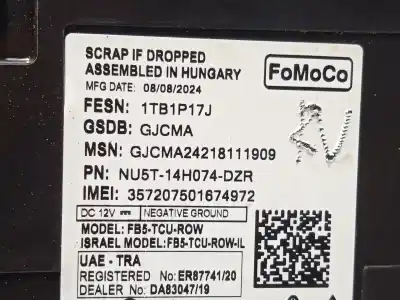 SCRAP IF DROPPED
ASSEMBLED IN HUNGARY
MFG DATE: 08/08/2024
FoMoCo
FESN: 1TB1P17J
GSDB: GJCMA
MSN: GJCMA24218111909
PN: NU5T-14H074-DZR
IMEI: 357207501674972
DC 12V NEGATIVE GROUND
MODEL: FB5-TCU-ROW
ISRAEL MODEL: FB5-TCU-ROW-IL
UAE - TRA
REGISTERED No: ER87741/20
DEALER No: DA83047/19